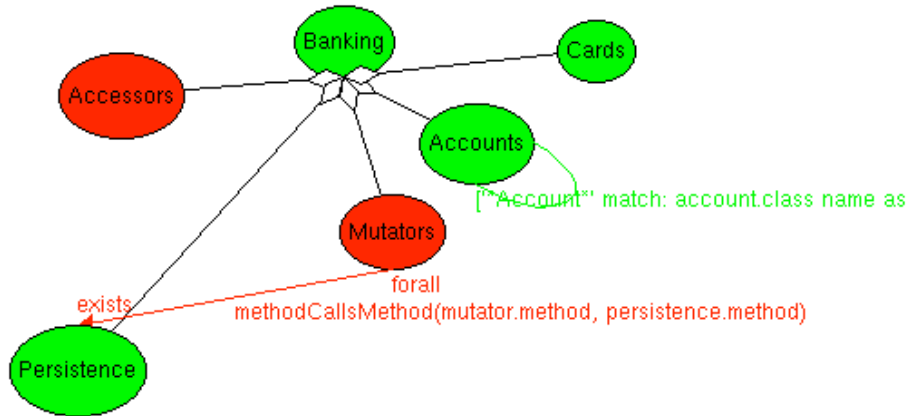 Banking
Cards
Accessors
Accounts
['*Account*' match: account.class name as
Mutators
forall
exists
methodCallsMethod(mutator.method, persistence.method)
Persistence